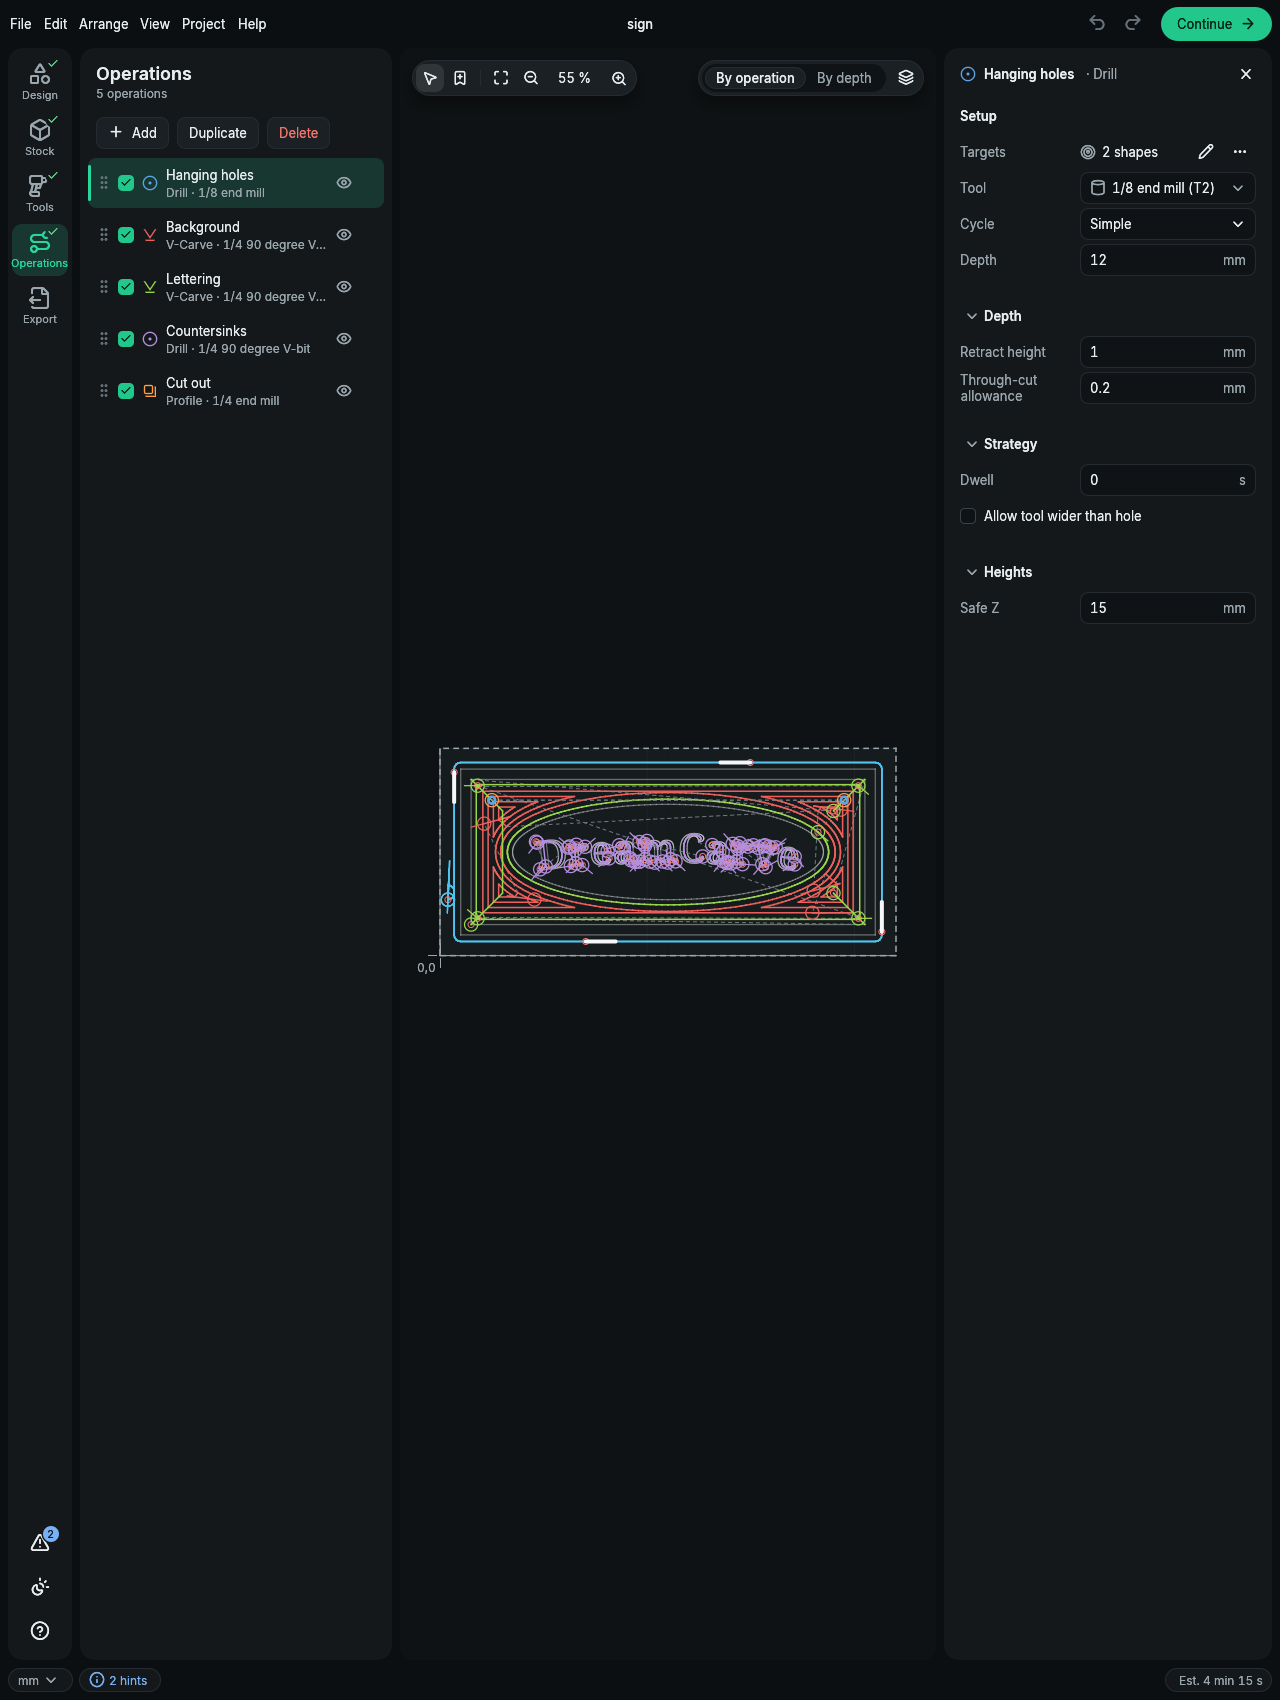 File Edit Arrange View Project Help
sign
Continue
Design
Stock
Tools
Operations
Export
2
Operations
5 operations
Add
Duplicate
Delete
Hanging holes
Drill · 1/8 end mill
Background
V-Carve · 1/4 90 degree V...
Lettering
V-Carve · 1/4 90 degree V...
Countersinks
Drill · 1/4 90 degree V-bit
Cut out
Profile · 1/4 end mill
55 %
By operation
By depth
0,0
Hanging holes · Drill
Setup
Targets
2 shapes
Tool
1/8 end mill (T2)
Cycle
Simple
Depth
12 mm
Depth
Retract height
1 mm
Through-cut
allowance
0.2 mm
Strategy
Dwell
0 s
Allow tool wider than hole
Heights
Safe Z
15 mm
mm
2 hints
Est. 4 min 15 s